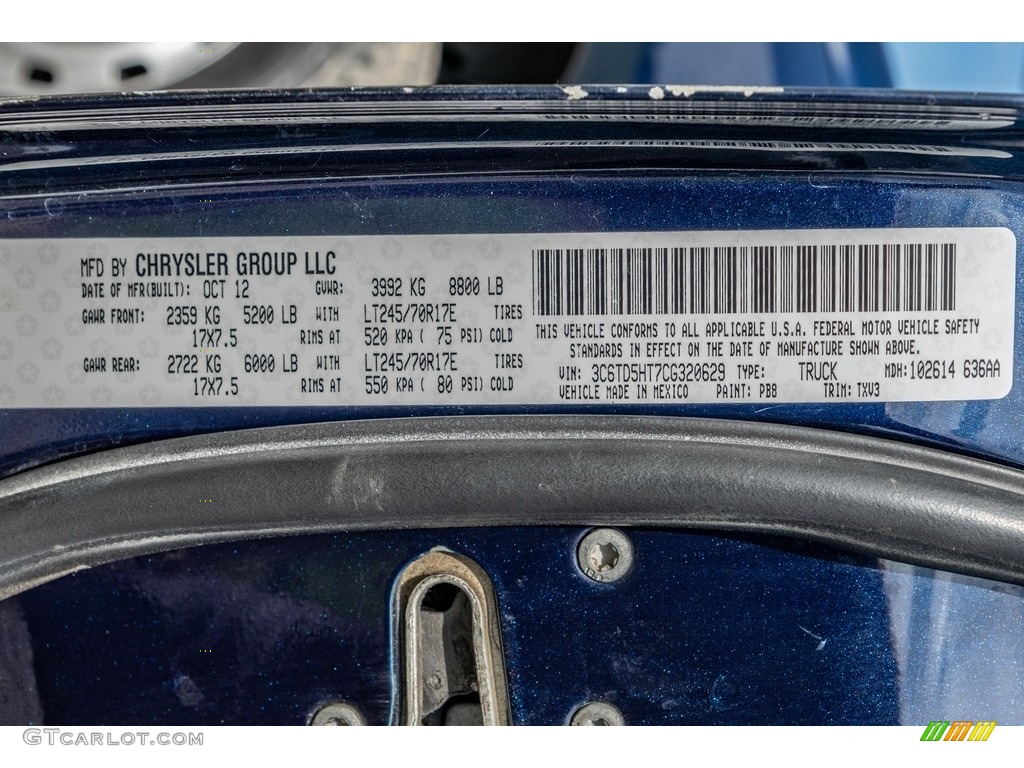 MFD BY CHRYSLER GROUP LLC
DATE OF MFR(BUILT): OCT 12 GVWR: 3992 KG 8800 LB
GAWR FRONT: 2359 KG 5200 LB WITH LT245/70R17E TIRES
17X7.5 RIMS AT 520 KPA ( 75 PSI) COLD
GAWR REAR: 2722 KG 6000 LB WITH LT245/70R17E TIRES
17X7.5 RIMS AT 550 KPA ( 80 PSI) COLD
THIS VEHICLE CONFORMS TO ALL APPLICABLE U.S.A. FEDERAL MOTOR VEHICLE SAFETY
STANDARDS IN EFFECT ON THE DATE OF MANUFACTURE SHOWN ABOVE.
VIN: 3C6TD5HT7CG320629 TYPE: TRUCK MDH: 102614 636AA
VEHICLE MADE IN MEXICO PAINT: PB8 TRIM: TXV3
GTCARLOT.COM